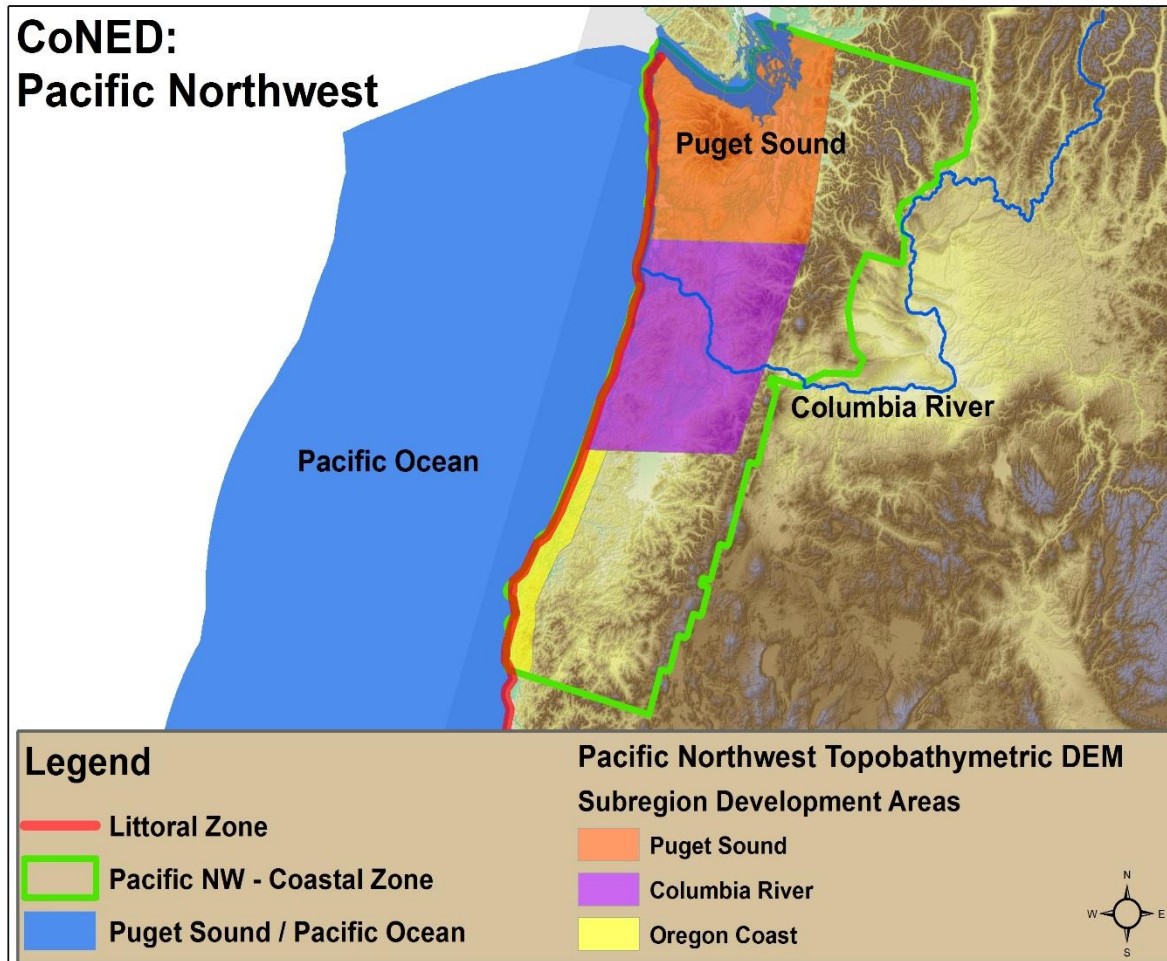 CoNED:
Pacific Northwest
Puget Sound
Columbia River
Pacific Ocean
Legend
Littoral Zone
Pacific NW - Coastal Zone
Puget Sound / Pacific Ocean
Pacific Northwest Topobathymetric DEM
Subregion Development Areas
Puget Sound
Columbia River
Oregon Coast
N
W E
S